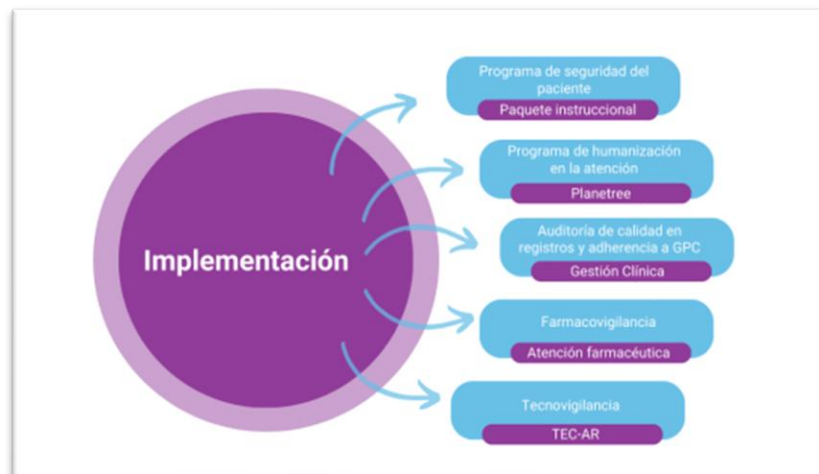 Implementación
Programa de seguridad del
paciente
Paquete instruccional
Programa de humanización
en la atención
Planetree
Auditoría de calidad en
registros y adherencia a GPC
Gestión Clínica
Farmacovigilancia
Atención farmacéutica
Tecnovigilancia
TEC-AR